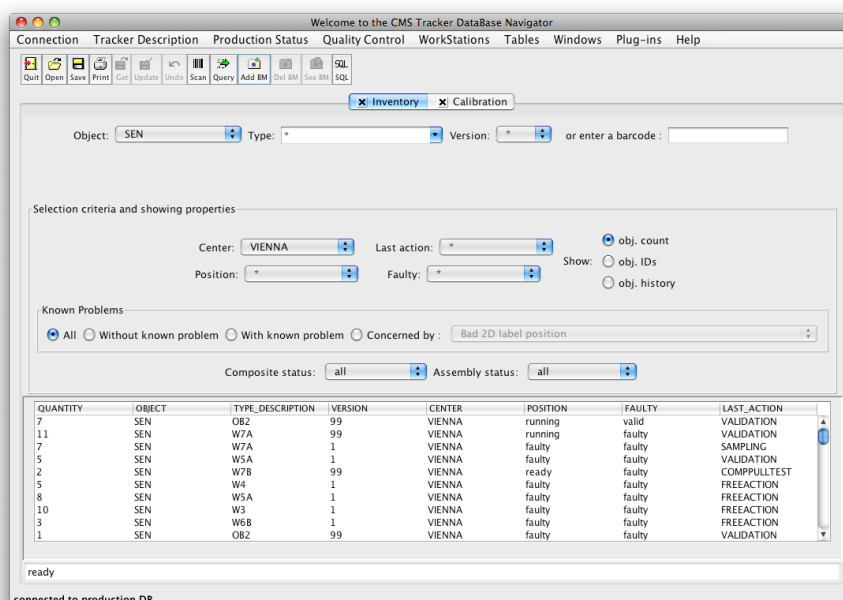 Welcome to the CMS Tracker DataBase Navigator
Connection Tracker Description Production Status Quality Control WorkStations Tables Windows Plug-ins Help
Quit Open Save Print Get Update Undo Scan Query Add BM Del BM See BM SQL SQL
Inventory Calibration
Object: SEN Type: * Version: * or enter a barcode :
Selection criteria and showing properties
Center: VIENNA Last action: * obj. count
Position: * Faulty: * Show: obj. IDs
obj. history
Known Problems
All Without known problem With known problem Concerned by : Bad 2D label position
Composite status: all Assembly status: all
QUANTITY OBJECT TYPE_DESCRIPTION VERSION CENTER POSITION FAULTY LAST_ACTION
7 SEN OB2 99 VIENNA running valid VALIDATION
11 SEN W7A 99 VIENNA running faulty VALIDATION
7 SEN W7A 1 VIENNA faulty faulty SAMPLING
5 SEN W5A 1 VIENNA faulty faulty VALIDATION
2 SEN W7B 99 VIENNA ready faulty COMPPULLTEST
5 SEN W4 1 VIENNA faulty faulty FREEACTION
8 SEN W5A 1 VIENNA faulty faulty FREEACTION
10 SEN W3 1 VIENNA faulty faulty FREEACTION
3 SEN W6B 1 VIENNA faulty faulty FREEACTION
1 SEN OB2 99 VIENNA faulty faulty VALIDATION
ready
connected to production DB